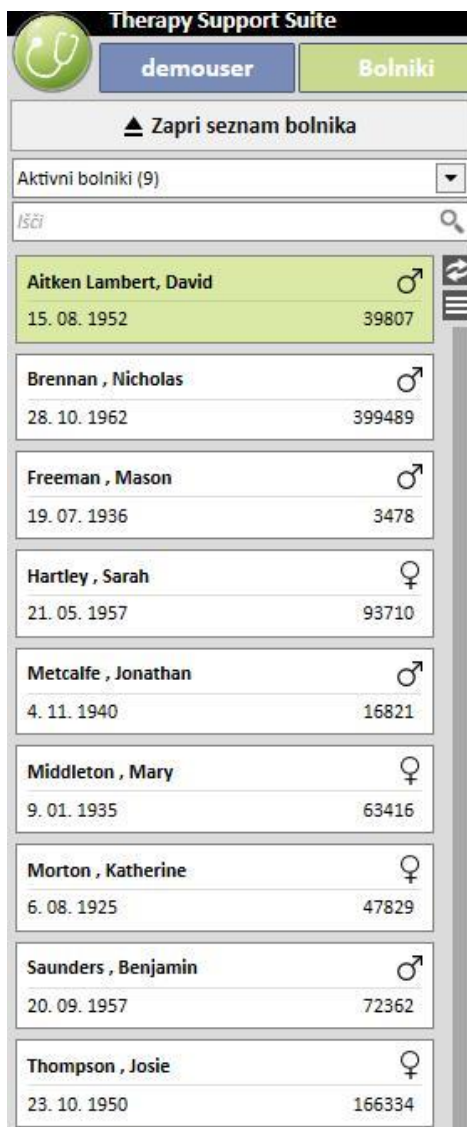 Therapy Support Suite
demouser Bolniki
Zapri seznam bolnika
Aktivni bolniki (9)
Išči
Aitken Lambert, David
15. 08. 1952 39807
Brennan , Nicholas
28. 10. 1962 399489
Freeman , Mason
19. 07. 1936 3478
Hartley , Sarah
21. 05. 1957 93710
Metcalfe , Jonathan
4. 11. 1940 16821
Middleton , Mary
9. 01. 1935 63416
Morton , Katherine
6. 08. 1925 47829
Saunders , Benjamin
20. 09. 1957 72362
Thompson , Josie
23. 10. 1950 166334